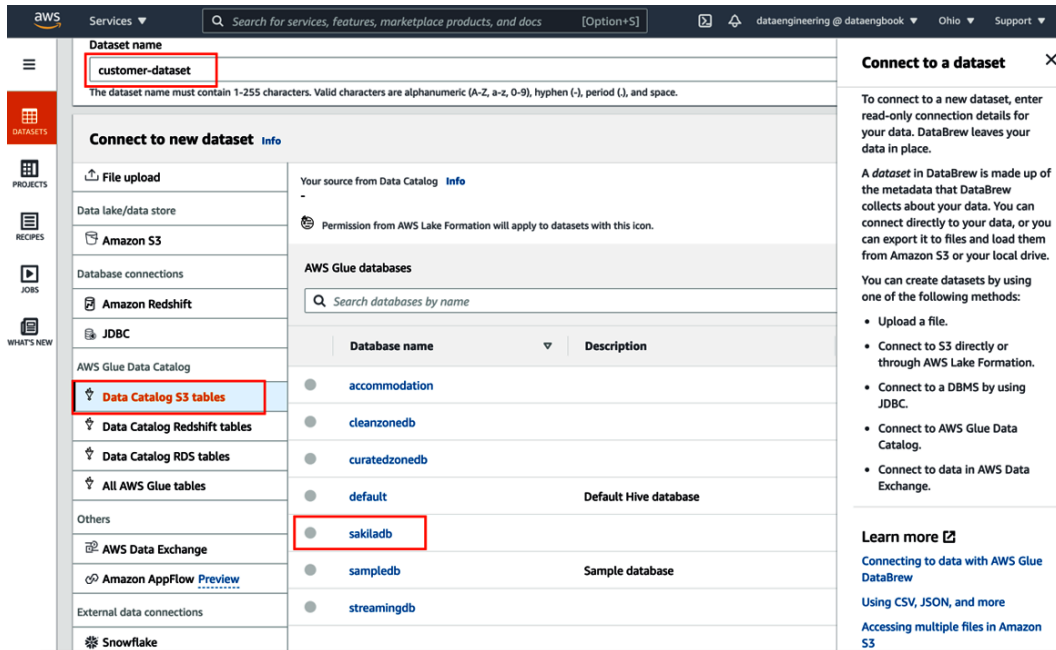 aws
Services ▼
Search for services, features, marketplace products, and docs [Option+S]
dataengineering @ dataengbook ▼
Ohio ▼
Support ▼
DATASETS
PROJECTS
RECIPES
JOBS
WHAT'S NEW
Dataset name
customer-dataset
The dataset name must contain 1-255 characters. Valid characters are alphanumeric (A-Z, a-z, 0-9), hyphen (-), period (.), and space.
Connect to new dataset Info
File upload
Data lake/data store
Amazon S3
Database connections
Amazon Redshift
JDBC
AWS Glue Data Catalog
Data Catalog S3 tables
Data Catalog Redshift tables
Data Catalog RDS tables
All AWS Glue tables
Others
AWS Data Exchange
Amazon AppFlow Preview
External data connections
Snowflake
Your source from Data Catalog Info
-
Permission from AWS Lake Formation will apply to datasets with this icon.
AWS Glue databases
Search databases by name
Database name
Description
accommodation
cleanzonedb
curatedzonedb
default Default Hive database
sakiladb
sampledb Sample database
streamingdb
Connect to a dataset
To connect to a new dataset, enter
read-only connection details for
your data. DataBrew leaves your
data in place.
A dataset in DataBrew is made up of
the metadata that DataBrew
collects about your data. You can
connect directly to your data, or you
can export it to files and load them
from Amazon S3 or your local drive.
You can create datasets by using
one of the following methods:
• Upload a file.
• Connect to S3 directly or
through AWS Lake Formation.
• Connect to a DBMS by using
JDBC.
• Connect to AWS Glue Data
Catalog.
• Connect to data in AWS Data
Exchange.
Learn more
Connecting to data with AWS Glue
DataBrew
Using CSV, JSON, and more
Accessing multiple files in Amazon
S3